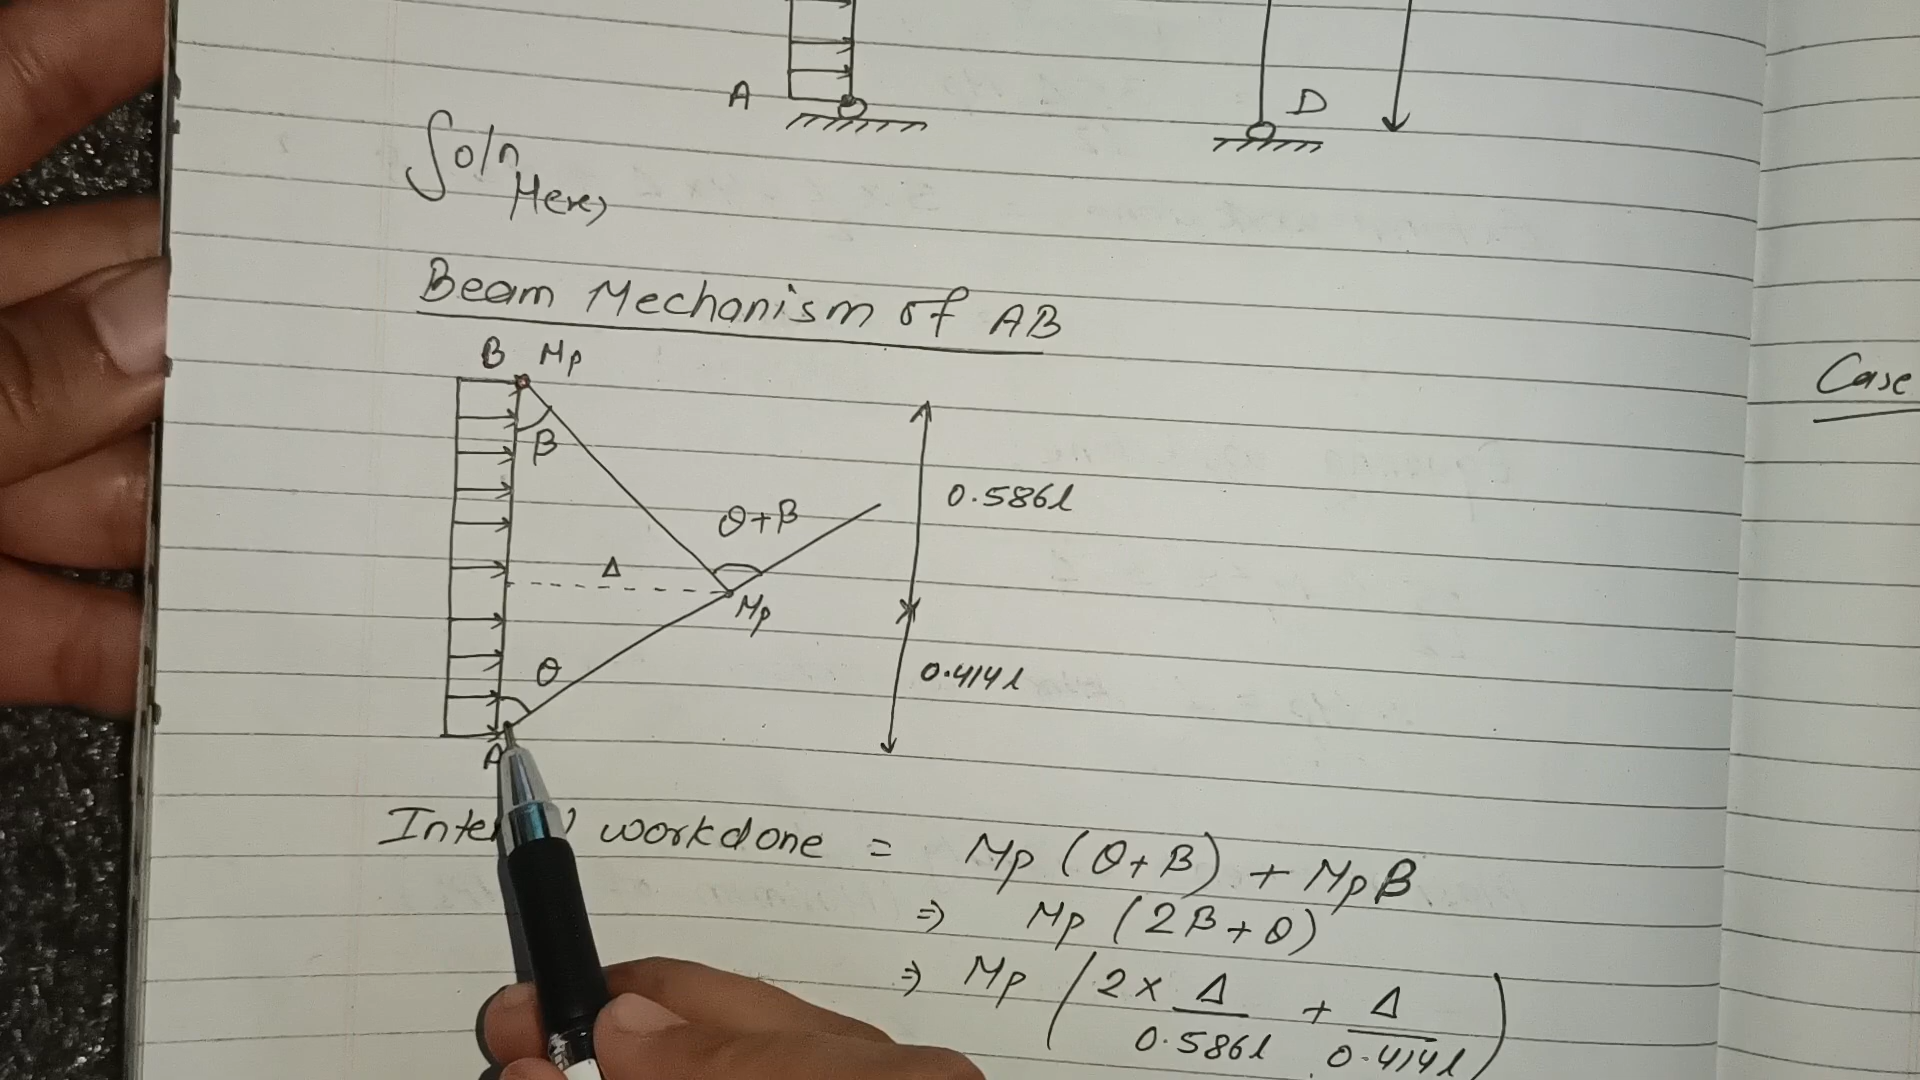 A
D
Soln
Here,
Beam Mechanism of AB
Case
B Mp
β
θ+β
0.586l
Δ
Mp
θ
0.414l
A
workdone = Mp (θ+β) + Mpβ
⇒ Mp (2β+θ)
⇒ Mp (2 × Δ/0.586l + Δ/0.414l)